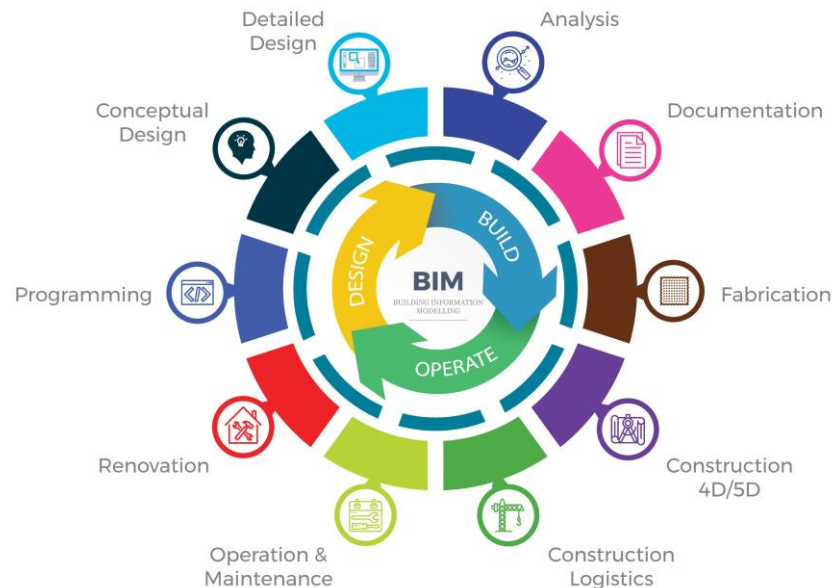 Detailed
Design
Analysis
Conceptual
Design
Documentation
DESIGN
BUILD
BIM
BUILDING INFORMATION
MODELLING
OPERATE
Programming
Fabrication
Renovation
Construction
4D/5D
Operation &
Maintenance
Construction
Logistics